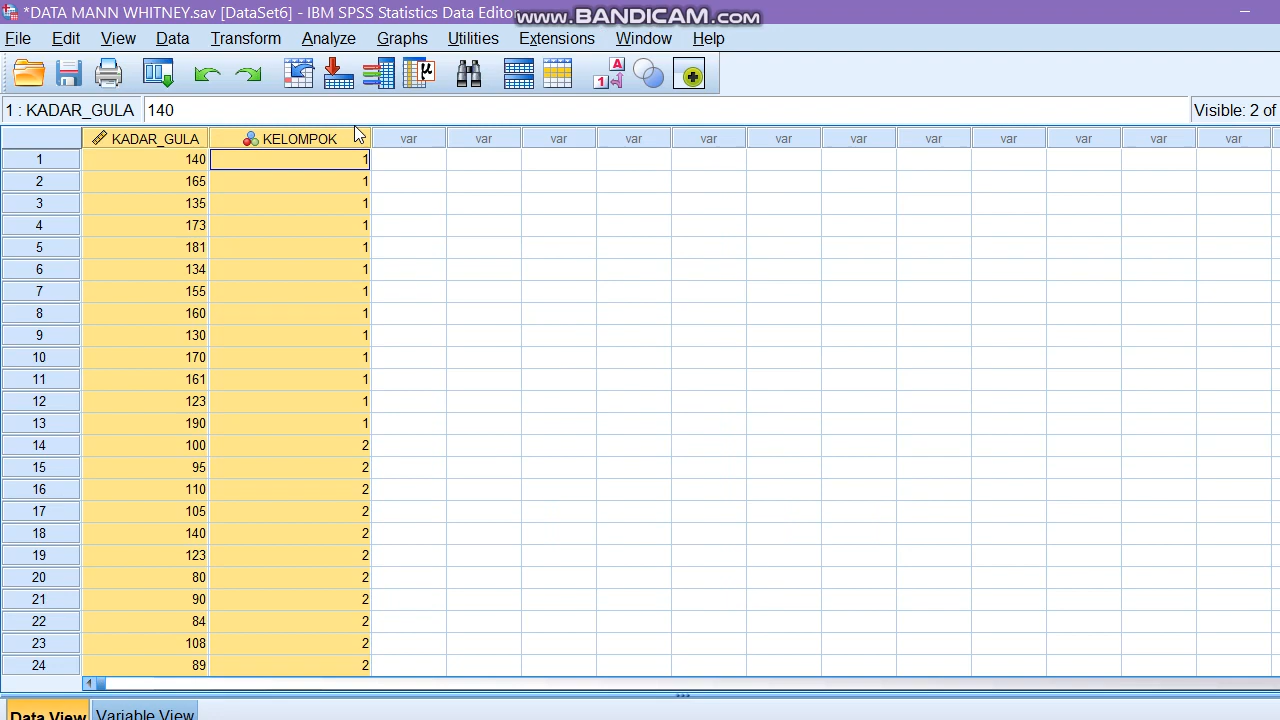 *DATA MANN WHITNEY.sav [DataSet6] - IBM SPSS Statistics Data Editor
www.BANDICAM.com
File Edit View Data Transform Analyze Graphs Utilities Extensions Window Help
1 : KADAR_GULA 140 Visible: 2 of
KADAR_GULA KELOMPOK var var var var var var var var var var var var
1 140 1
2 165 1
3 135 1
4 173 1
5 181 1
6 134 1
7 155 1
8 160 1
9 130 1
10 170 1
11 161 1
12 123 1
13 190 1
14 100 2
15 95 2
16 110 2
17 105 2
18 140 2
19 123 2
20 80 2
21 90 2
22 84 2
23 108 2
24 89 2
Data View Variable View